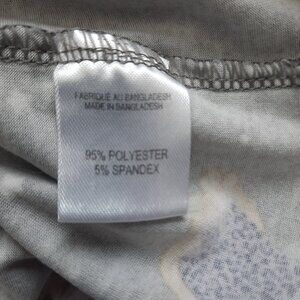 FABRIQUÉ AU BANGLADESH
MADE IN BANGLADESH
95% POLYESTER
5% SPANDEX